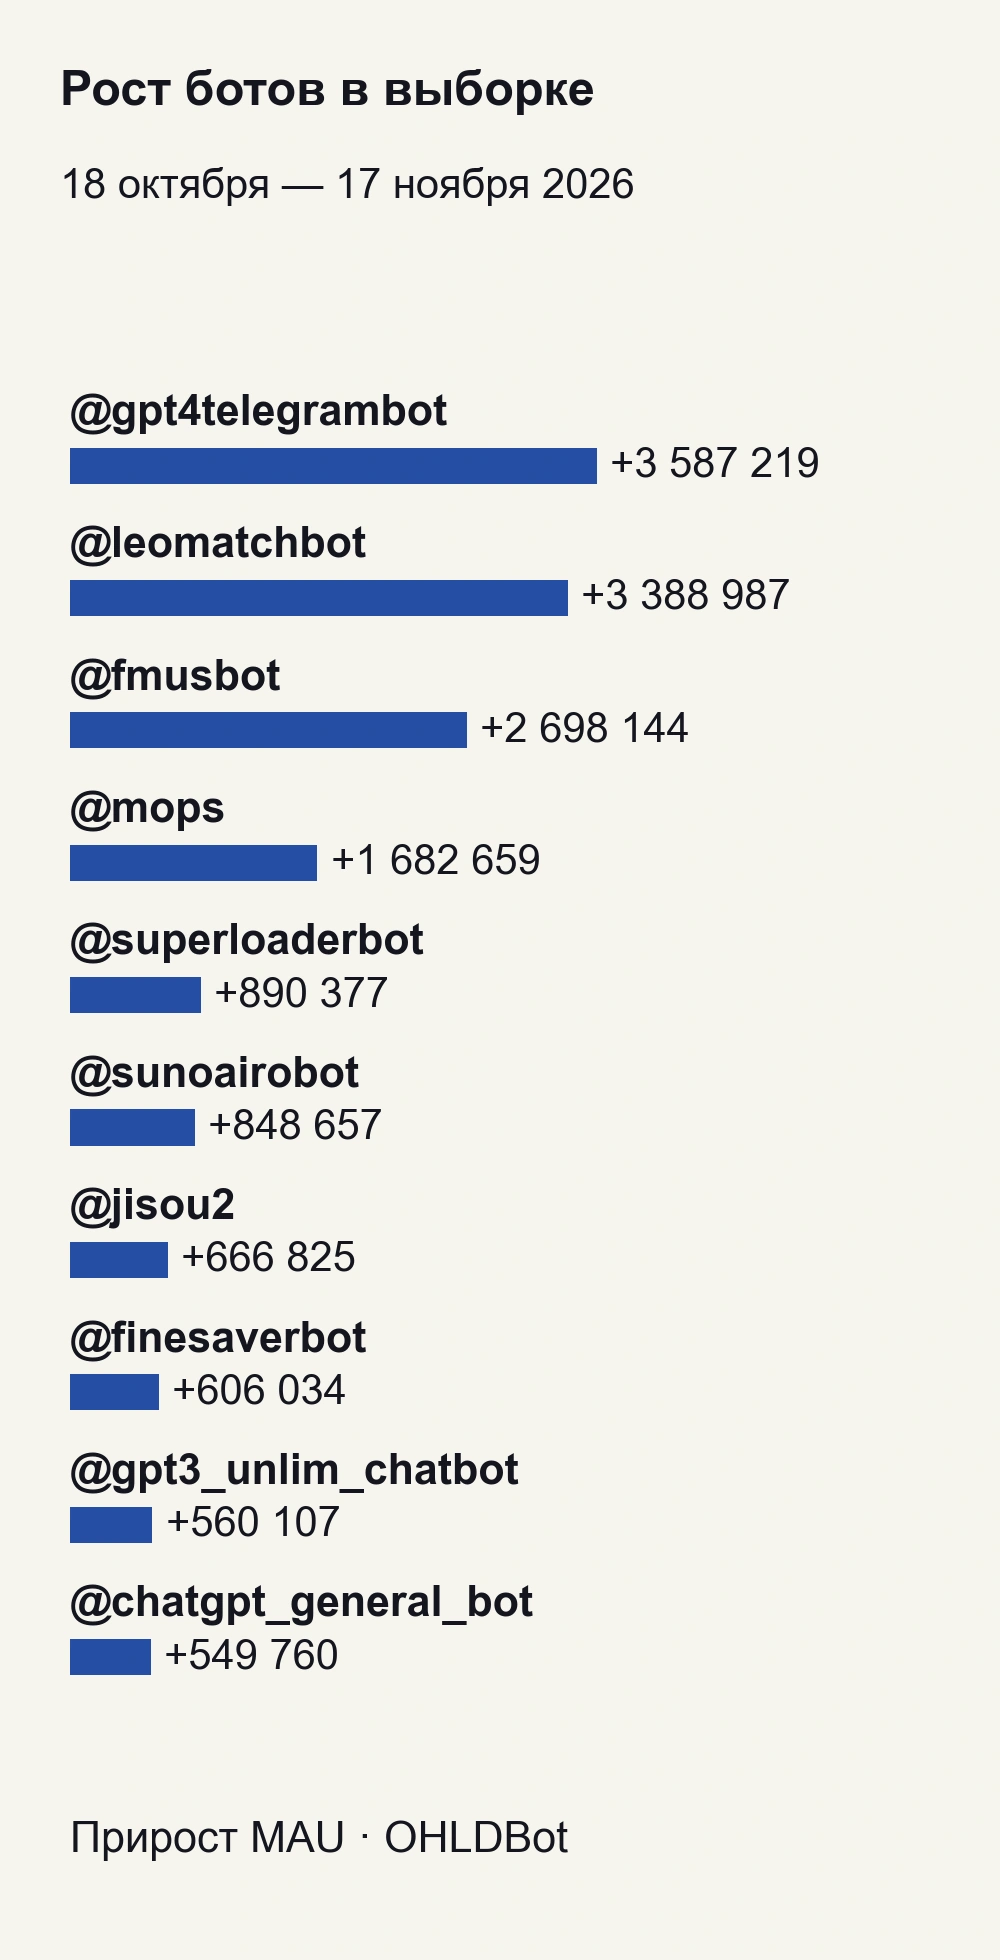 Рост ботов в выборке
18 октября — 17 ноября 2026
@gpt4telegrambot
+3 587 219
@leomatchbot
+3 388 987
@fmusbot
+2 698 144
@mops
+1 682 659
@superloaderbot
+890 377
@sunoairobot
+848 657
@jisou2
+666 825
@finesaverbot
+606 034
@gpt3_unlim_chatbot
+560 107
@chatgpt_general_bot
+549 760
Прирост MAU · OHLDBot